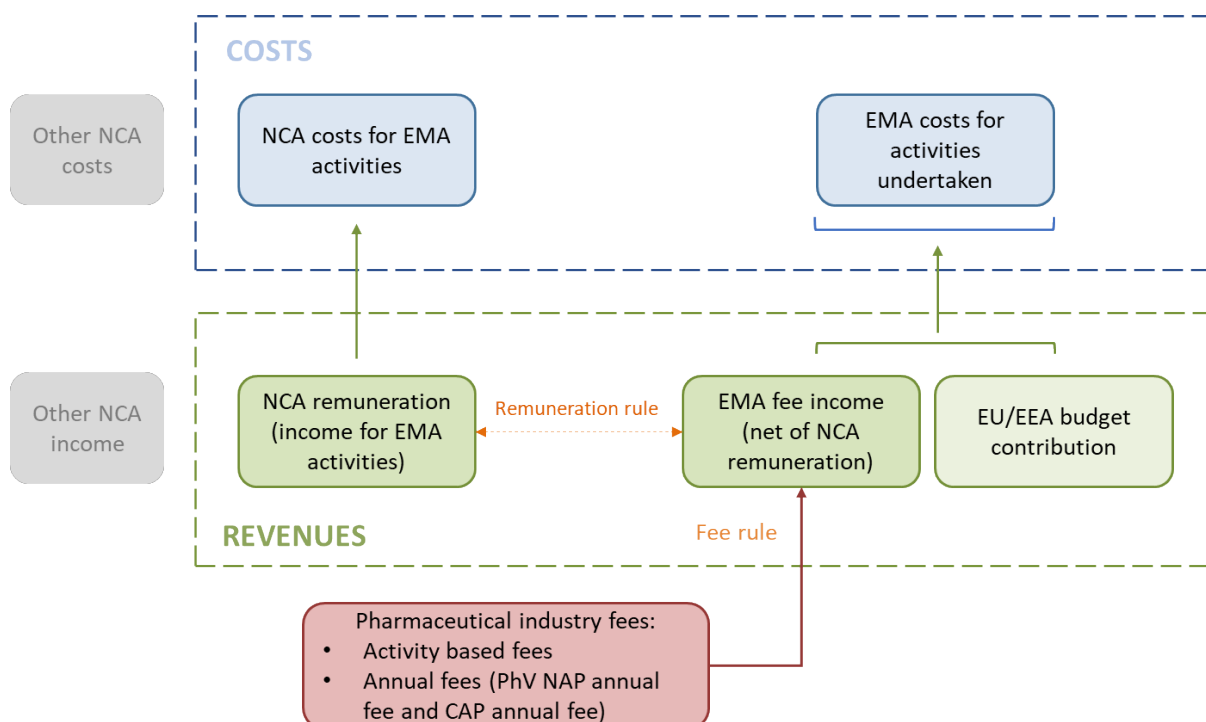 COSTS
Other NCA
costs
NCA costs for EMA
activities
EMA costs for
activities
undertaken
Other NCA
income
NCA remuneration
(income for EMA
activities)
Remuneration rule
EMA fee income
(net of NCA
remuneration)
EU/EEA budget
contribution
REVENUES
Fee rule
Pharmaceutical industry fees:
• Activity based fees
• Annual fees (PhV NAP annual
fee and CAP annual fee)